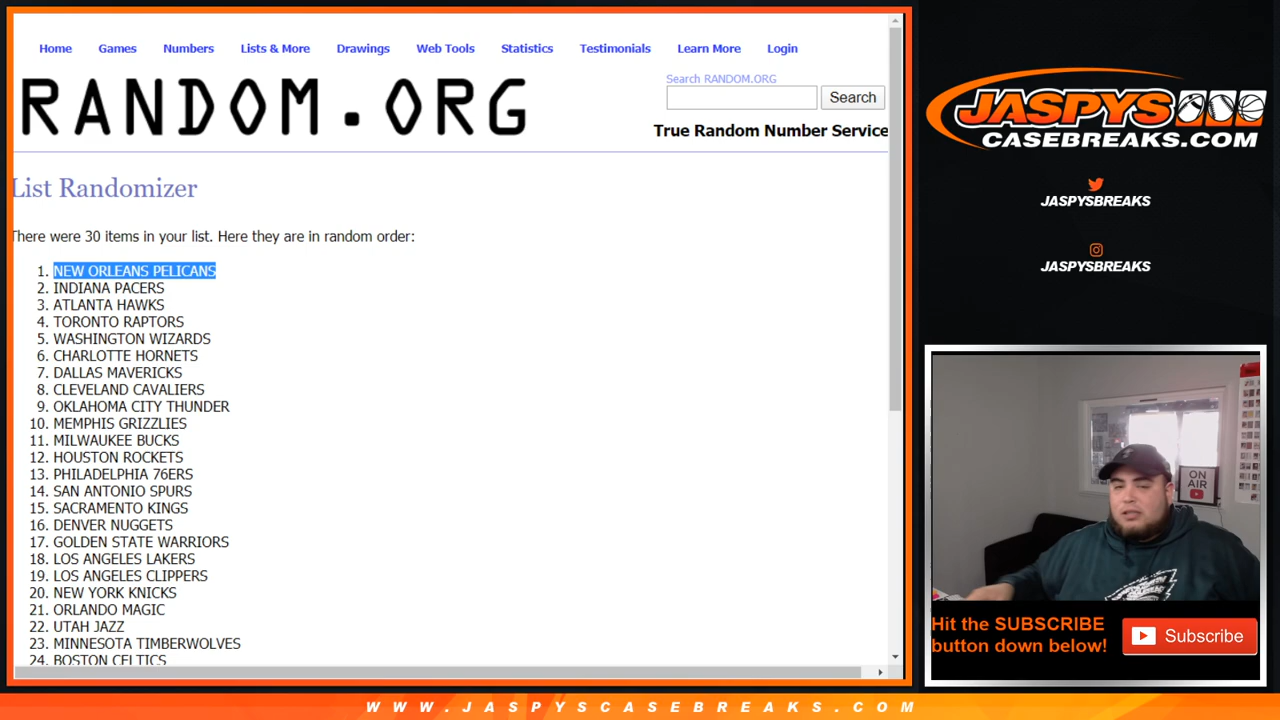 Home Games Numbers Lists & More Drawings Web Tools Statistics Testimonials Learn More Login
RANDOM.ORG
Search RANDOM.ORG
Search
True Random Number Service
List Randomizer
There were 30 items in your list. Here they are in random order:
1. NEW ORLEANS PELICANS
2. INDIANA PACERS
3. ATLANTA HAWKS
4. TORONTO RAPTORS
5. WASHINGTON WIZARDS
6. CHARLOTTE HORNETS
7. DALLAS MAVERICKS
8. CLEVELAND CAVALIERS
9. OKLAHOMA CITY THUNDER
10. MEMPHIS GRIZZLIES
11. MILWAUKEE BUCKS
12. HOUSTON ROCKETS
13. PHILADELPHIA 76ERS
14. SAN ANTONIO SPURS
15. SACRAMENTO KINGS
16. DENVER NUGGETS
17. GOLDEN STATE WARRIORS
18. LOS ANGELES LAKERS
19. LOS ANGELES CLIPPERS
20. NEW YORK KNICKS
21. ORLANDO MAGIC
22. UTAH JAZZ
23. MINNESOTA TIMBERWOLVES
24. BOSTON CELTICS
JASPYS
CASEBREAKS.COM
JASPYSBREAKS
JASPYSBREAKS
ON
AIR
Hit the SUBSCRIBE
button down below!
Subscribe
WWW.JASPYSCASEBREAKS.COM